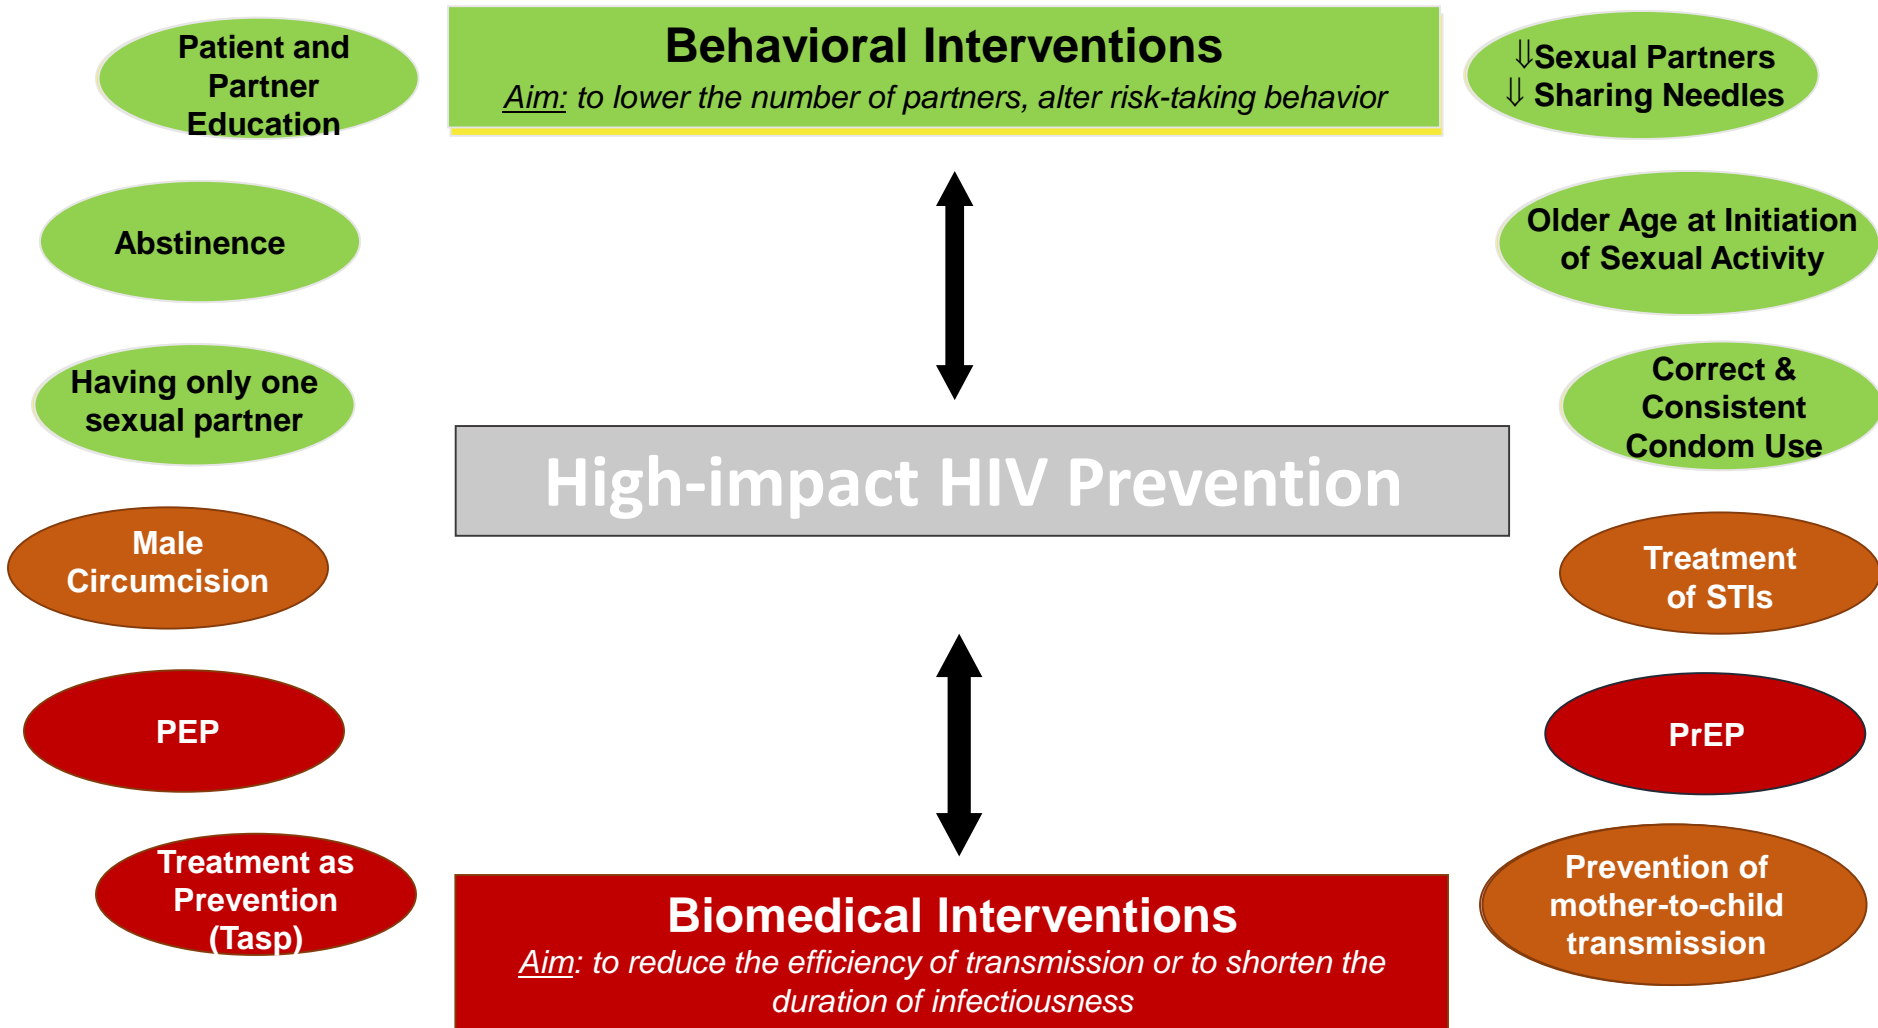 Patient and
Partner
Education
Behavioral Interventions
Aim: to lower the number of partners, alter risk-taking behavior
⇓Sexual Partners
⇓ Sharing Needles
Abstinence
Older Age at Initiation
of Sexual Activity
Having only one
sexual partner
Correct &
Consistent
Condom Use
High-impact HIV Prevention
Male
Circumcision
Treatment
of STIs
PEP
PrEP
Treatment as
Prevention
(Tasp)
Biomedical Interventions
Aim: to reduce the efficiency of transmission or to shorten the
duration of infectiousness
Prevention of
mother-to-child
transmission